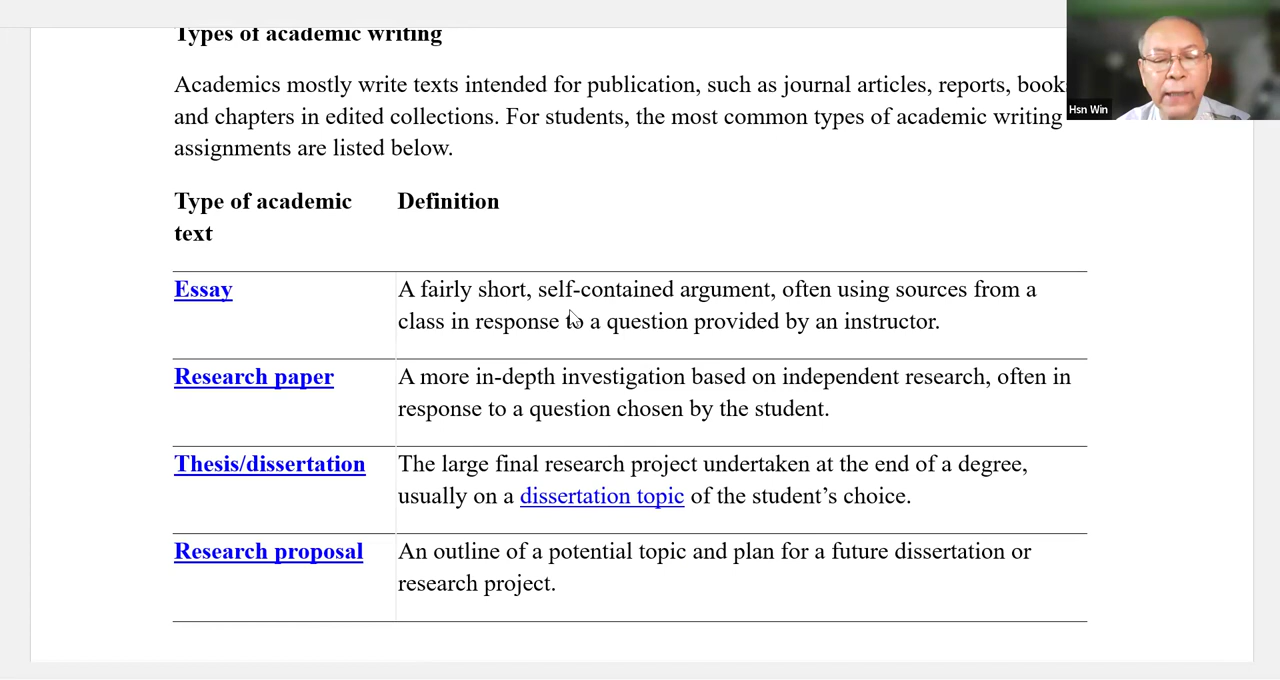 Types of academic writing
Academics mostly write texts intended for publication, such as journal articles, reports, book
and chapters in edited collections. For students, the most common types of academic writing
assignments are listed below.
Type of academic text
Definition
Essay
A fairly short, self-contained argument, often using sources from a
class in response to a question provided by an instructor.
Research paper
A more in-depth investigation based on independent research, often in
response to a question chosen by the student.
Thesis/dissertation
The large final research project undertaken at the end of a degree,
usually on a dissertation topic of the student’s choice.
Research proposal
An outline of a potential topic and plan for a future dissertation or
research project.
Hsn Win